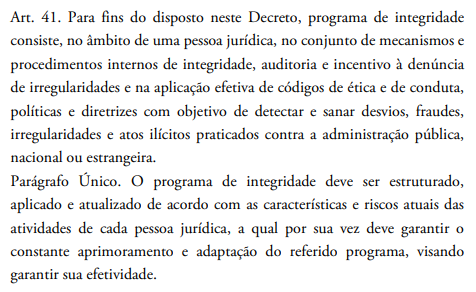 Art. 41. Para fins do disposto neste Decreto, programa de integridade
consiste, no âmbito de uma pessoa jurídica, no conjunto de mecanismos e
procedimentos internos de integridade, auditoria e incentivo à denúncia
de irregularidades e na aplicação efetiva de códigos de ética e de conduta,
políticas e diretrizes com objetivo de detectar e sanar desvios, fraudes,
irregularidades e atos ilícitos praticados contra a administração pública,
nacional ou estrangeira.
Parágrafo Único. O programa de integridade deve ser estruturado,
aplicado e atualizado de acordo com as características e riscos atuais das
atividades de cada pessoa jurídica, a qual por sua vez deve garantir o
constante aprimoramento e adaptação do referido programa, visando
garantir sua efetividade.